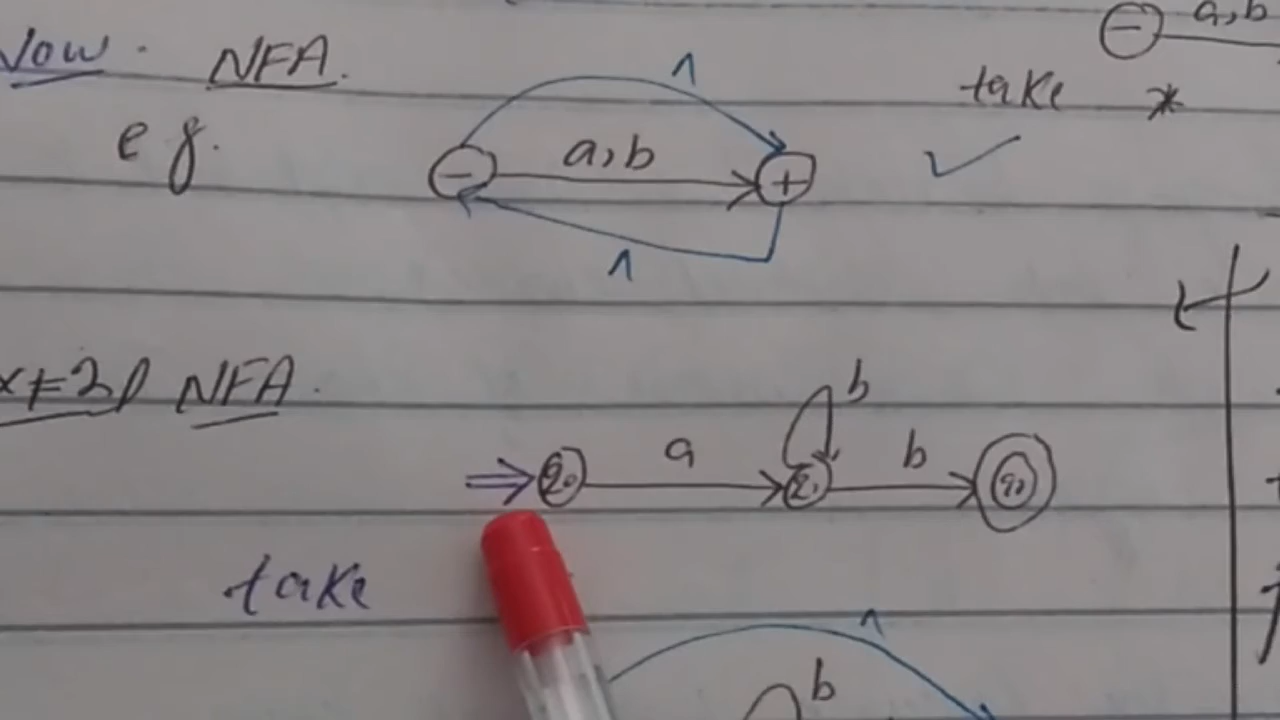 Now. NFA.
a,b
take *
e g.
Λ
- a,b + ✓
Λ
NFA.
b
q0 a q1 b q2
take
Λ
b